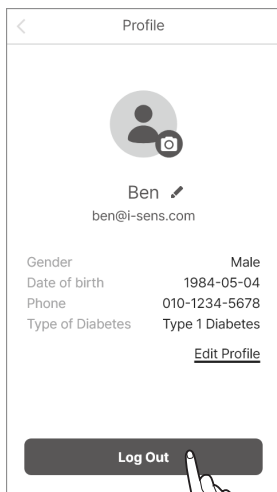 Profile
Ben
ben@i-sens.com
Gender Male
Date of birth 1984-05-04
Phone 010-1234-5678
Type of Diabetes Type 1 Diabetes
Edit Profile
Log Out